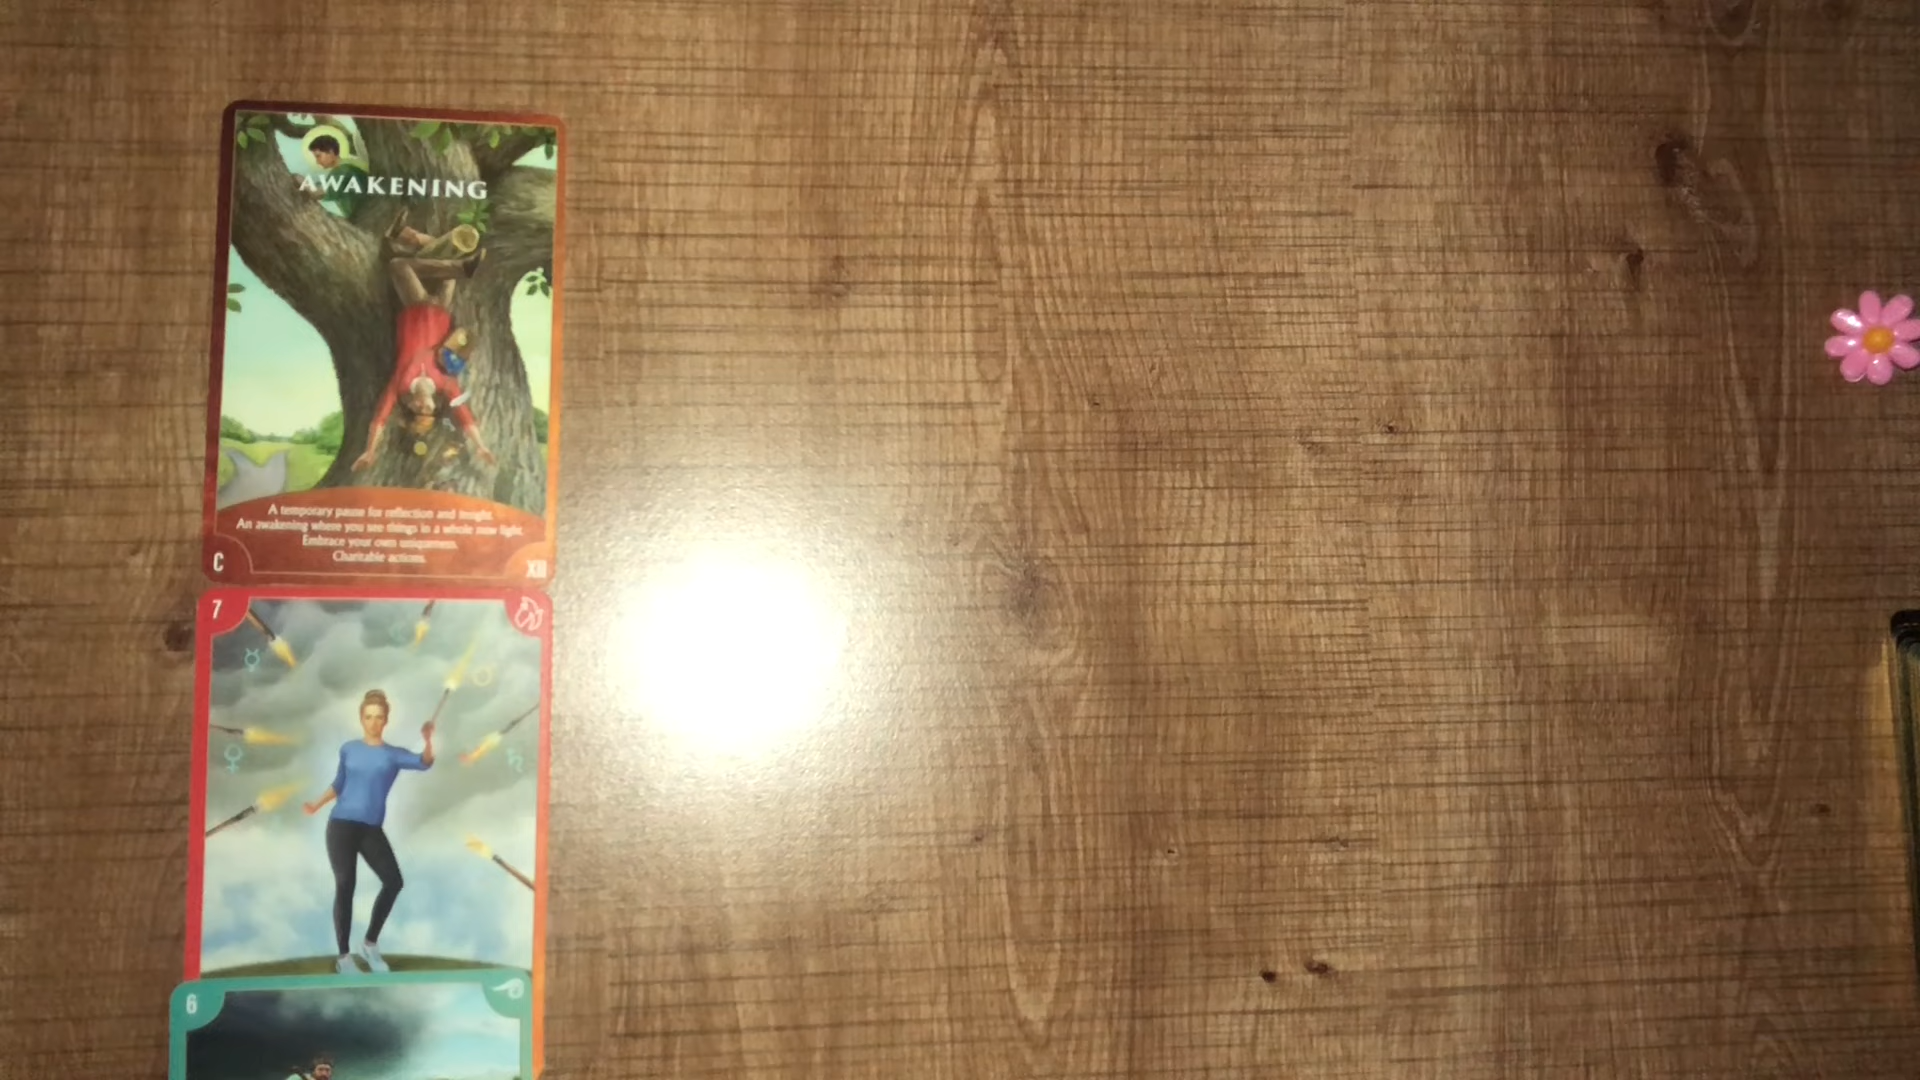 AWAKENING
A temporary pause for reflection and insight.
An awakening where you see things in a whole new light.
Embrace your own uniqueness.
Charitable actions.
C
XII
7
6